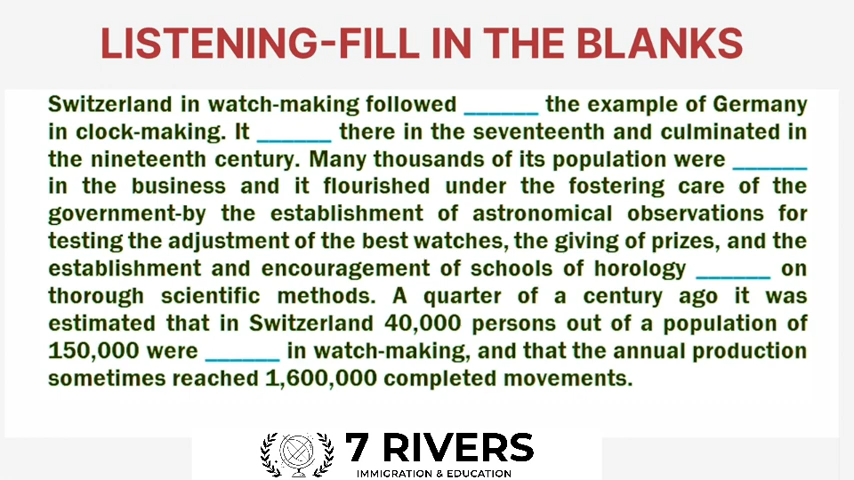 LISTENING-FILL IN THE BLANKS
Switzerland in watch-making followed ______ the example of Germany
in clock-making. It ______ there in the seventeenth and culminated in
the nineteenth century. Many thousands of its population were ______
in the business and it flourished under the fostering care of the
government-by the establishment of astronomical observations for
testing the adjustment of the best watches, the giving of prizes, and the
establishment and encouragement of schools of horology ______ on
thorough scientific methods. A quarter of a century ago it was
estimated that in Switzerland 40,000 persons out of a population of
150,000 were ______ in watch-making, and that the annual production
sometimes reached 1,600,000 completed movements.
7 RIVERS
IMMIGRATION & EDUCATION